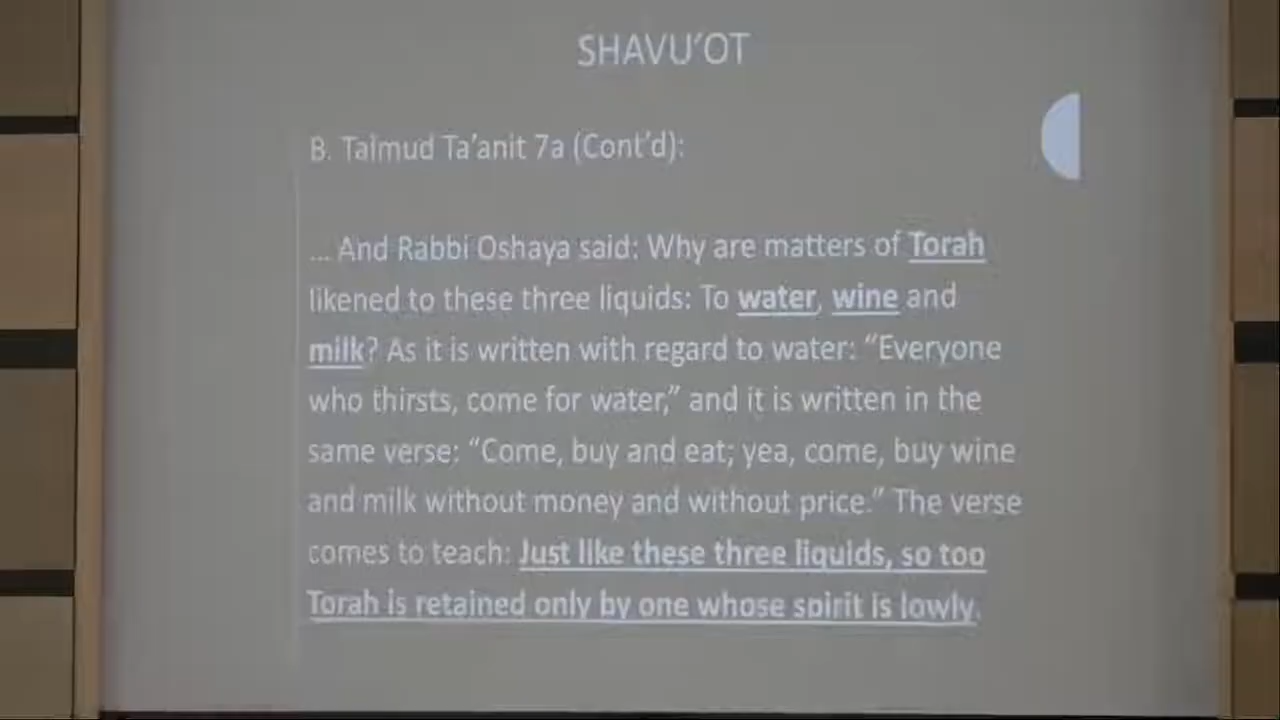 SHAVU'OT
B. Talmud Ta'anit 7a (Cont'd):
... And Rabbi Oshaya said: Why are matters of Torah
likened to these three liquids: To water, wine and
milk? As it is written with regard to water: “Everyone
who thirsts, come for water,” and it is written in the
same verse: “Come, buy and eat; yea, come, buy wine
and milk without money and without price.” The verse
comes to teach: Just like these three liquids, so too
Torah is retained only by one whose spirit is lowly.